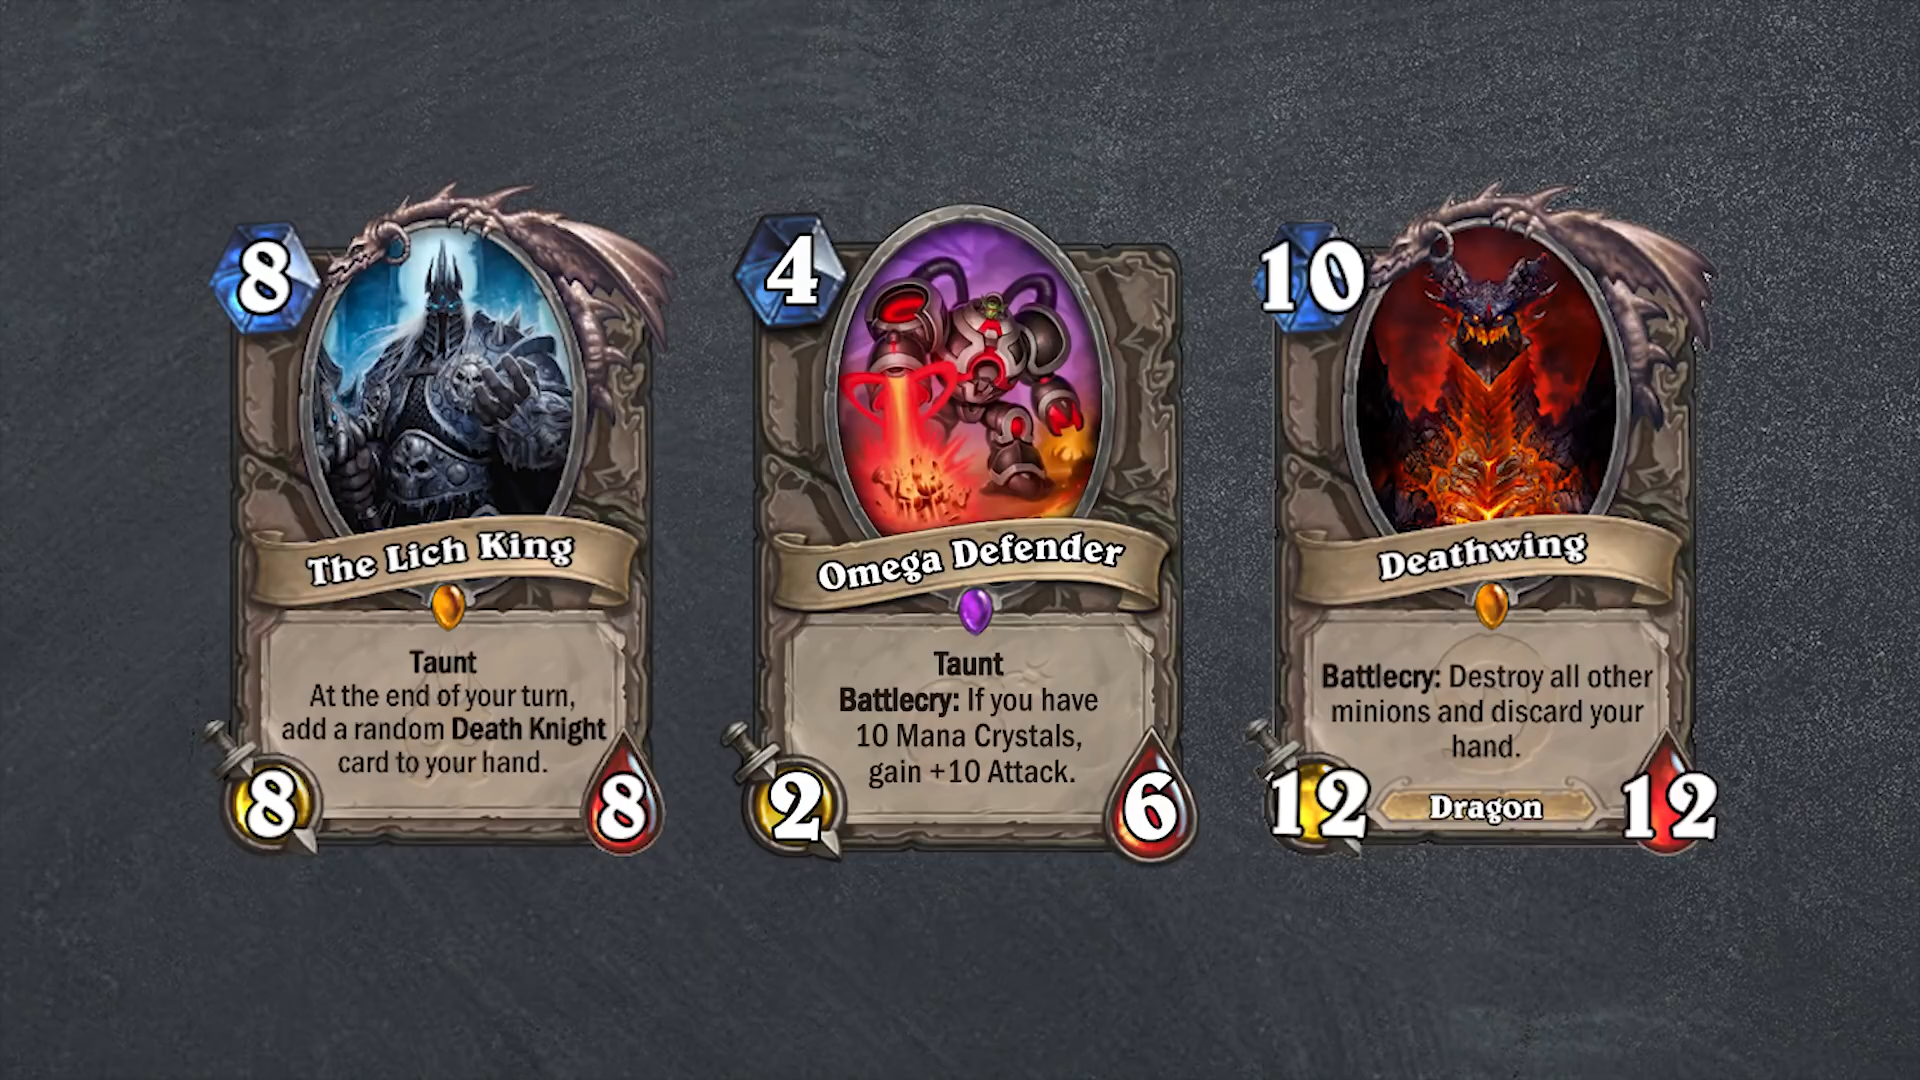 8
The Lich King
Taunt
At the end of your turn,
add a random Death Knight
card to your hand.
8
8
4
Omega Defender
Taunt
Battlecry: If you have
10 Mana Crystals,
gain +10 Attack.
2
6
10
Deathwing
Battlecry: Destroy all other
minions and discard your
hand.
12
Dragon
12